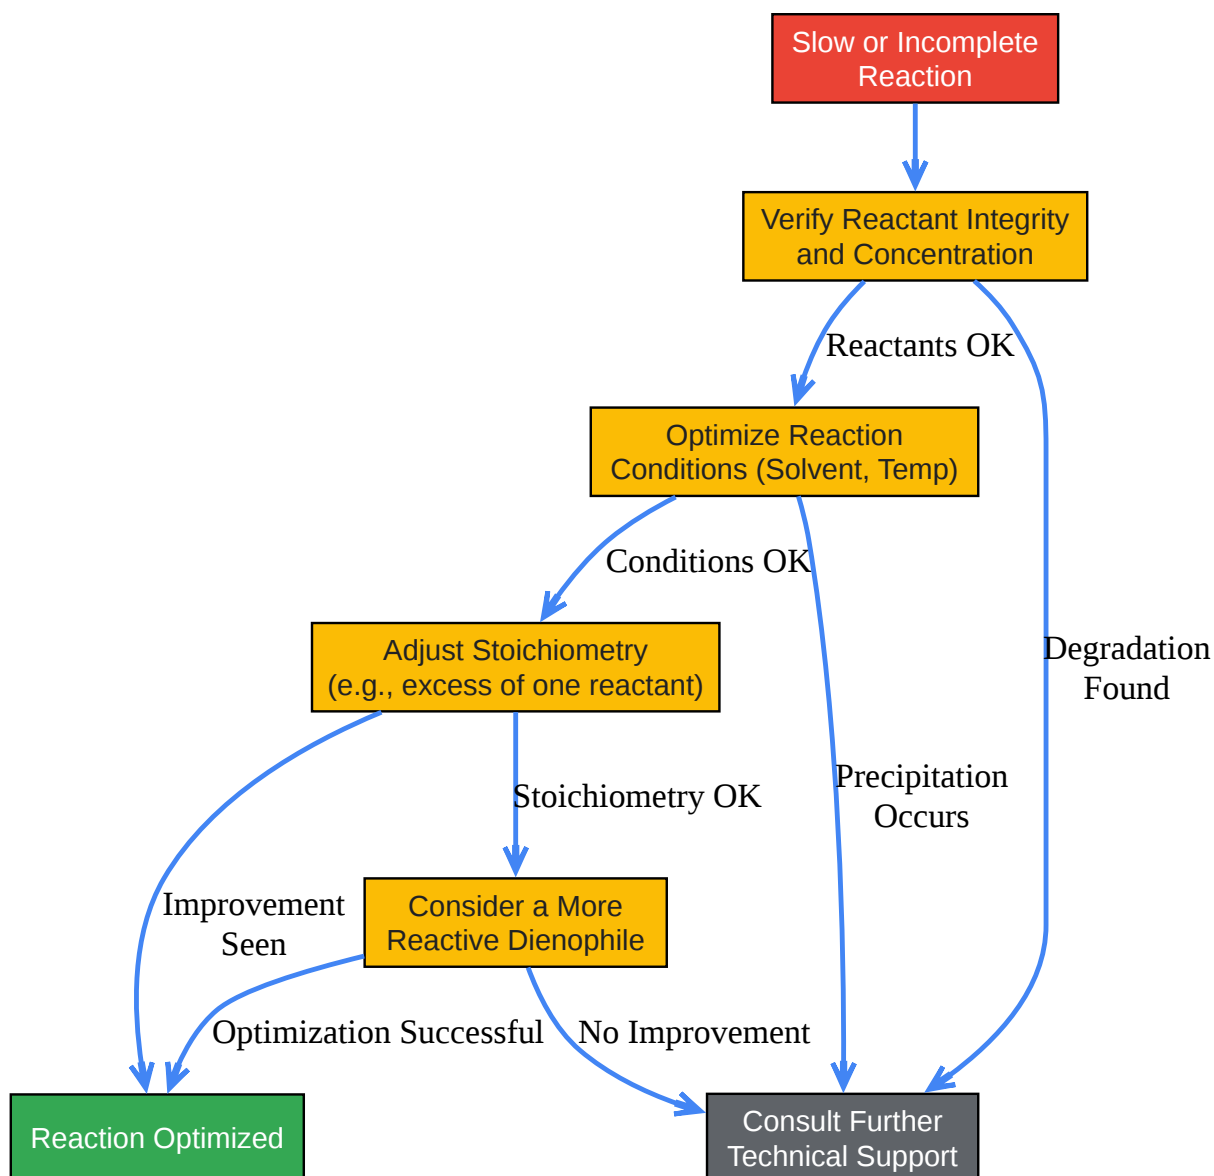 Slow or Incomplete
Reaction
Verify Reactant Integrity
and Concentration
Reactants OK
Optimize Reaction
Conditions (Solvent, Temp)
Conditions OK
Adjust Stoichiometry
(e.g., excess of one reactant)
Degradation
Found
Precipitation
Occurs
Stoichiometry OK
Improvement
Seen
Consider a More
Reactive Dienophile
Optimization Successful
No Improvement
Reaction Optimized
Consult Further
Technical Support